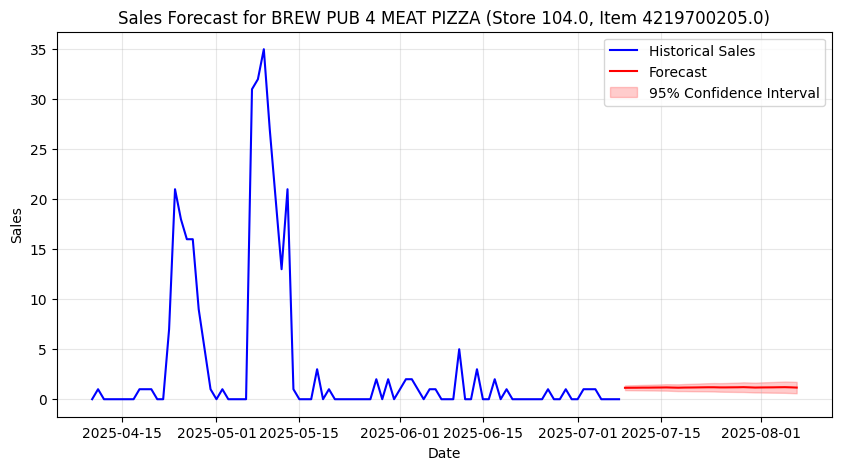 Sales Forecast for BREW PUB 4 MEAT PIZZA (Store 104.0, Item 4219700205.0)
Historical Sales
Forecast
95% Confidence Interval
35
30
25
20
15
10
5
0
Sales
2025-04-15
2025-05-01
2025-05-15
2025-06-01
2025-06-15
2025-07-01
2025-07-15
2025-08-01
Date